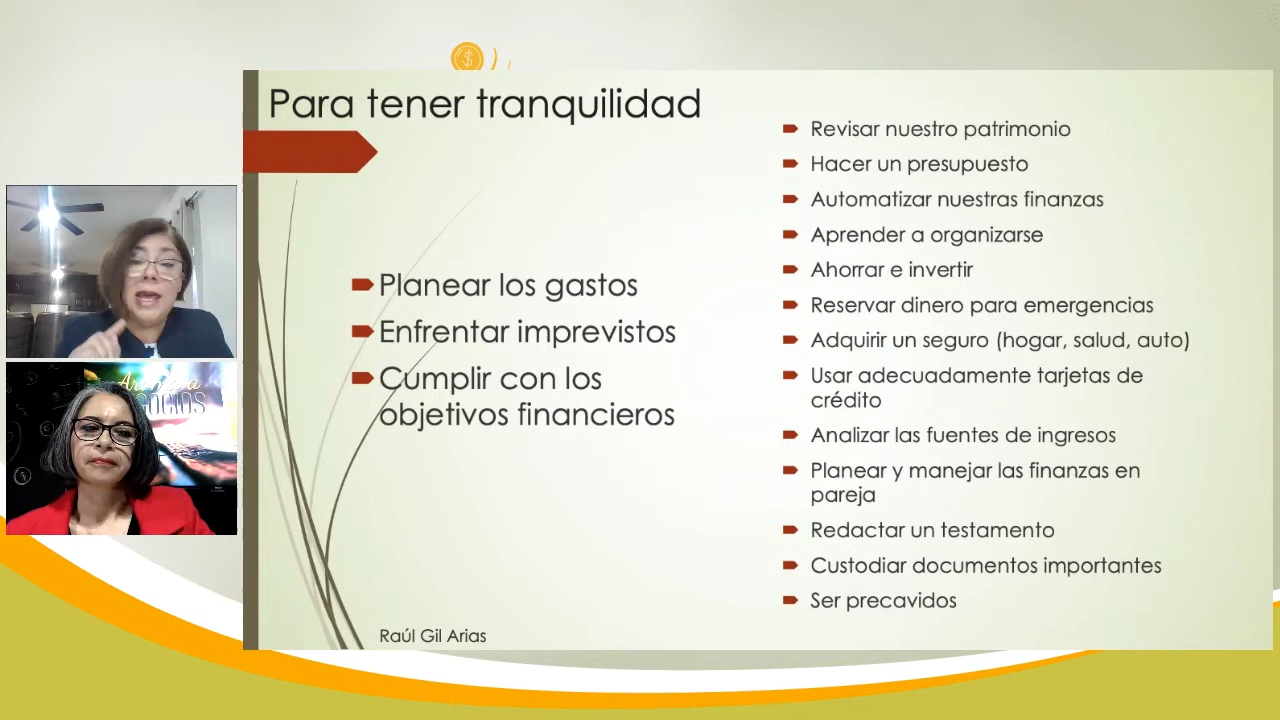 Para tener tranquilidad
Planear los gastos
Enfrentar imprevistos
Cumplir con los
objetivos financieros
Raúl Gil Arias
Revisar nuestro patrimonio
Hacer un presupuesto
Automatizar nuestras finanzas
Aprender a organizarse
Ahorrar e invertir
Reservar dinero para emergencias
Adquirir un seguro (hogar, salud, auto)
Usar adecuadamente tarjetas de
crédito
Analizar las fuentes de ingresos
Planear y manejar las finanzas en
pareja
Redactar un testamento
Custodiar documentos importantes
Ser precavidos